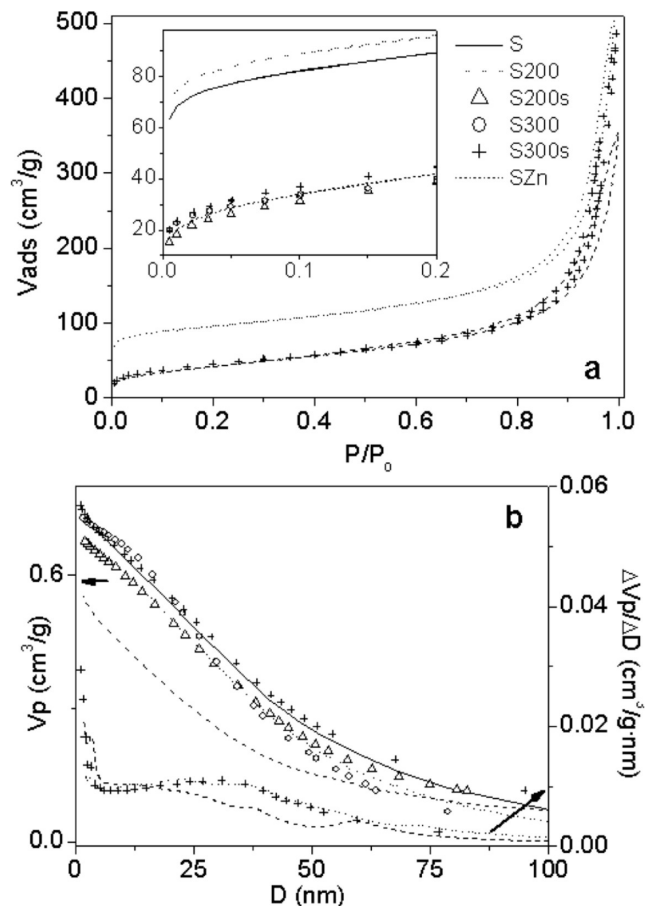 500
400
300
200
100
0
Vads (cm³/g)
80
60
40
20
0.0
0.1
0.2
S
S200
S200s
S300
S300s
SZn
a
0.0
0.2
0.4
0.6
0.8
1.0
P/P₀
b
0.6
0.0
Vp (cm³/g)
0.06
0.04
0.02
0.00
ΔVp/ΔD (cm³/g·nm)
0
25
50
75
100
D (nm)